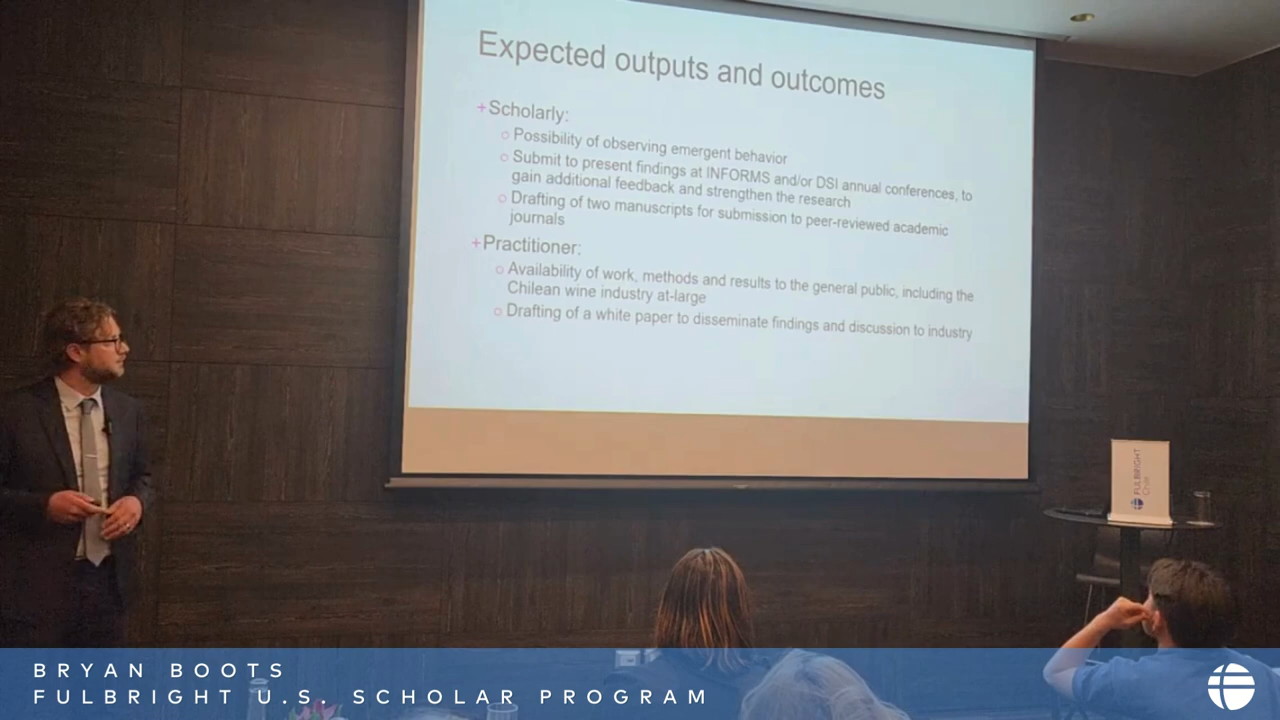 Expected outputs and outcomes
+Scholarly:
Possibility of observing emergent behavior
Submit to present findings at INFORMS and/or DSI annual conferences, to
gain additional feedback and strengthen the research
Drafting of two manuscripts for submission to peer-reviewed academic
journals
+Practitioner:
Availability of work, methods and results to the general public, including the
Chilean wine industry at-large
Drafting of a white paper to disseminate findings and discussion to industry
FULBRIGHT
Chile
BRYAN BOOTS
FULBRIGHT U.S. SCHOLAR PROGRAM